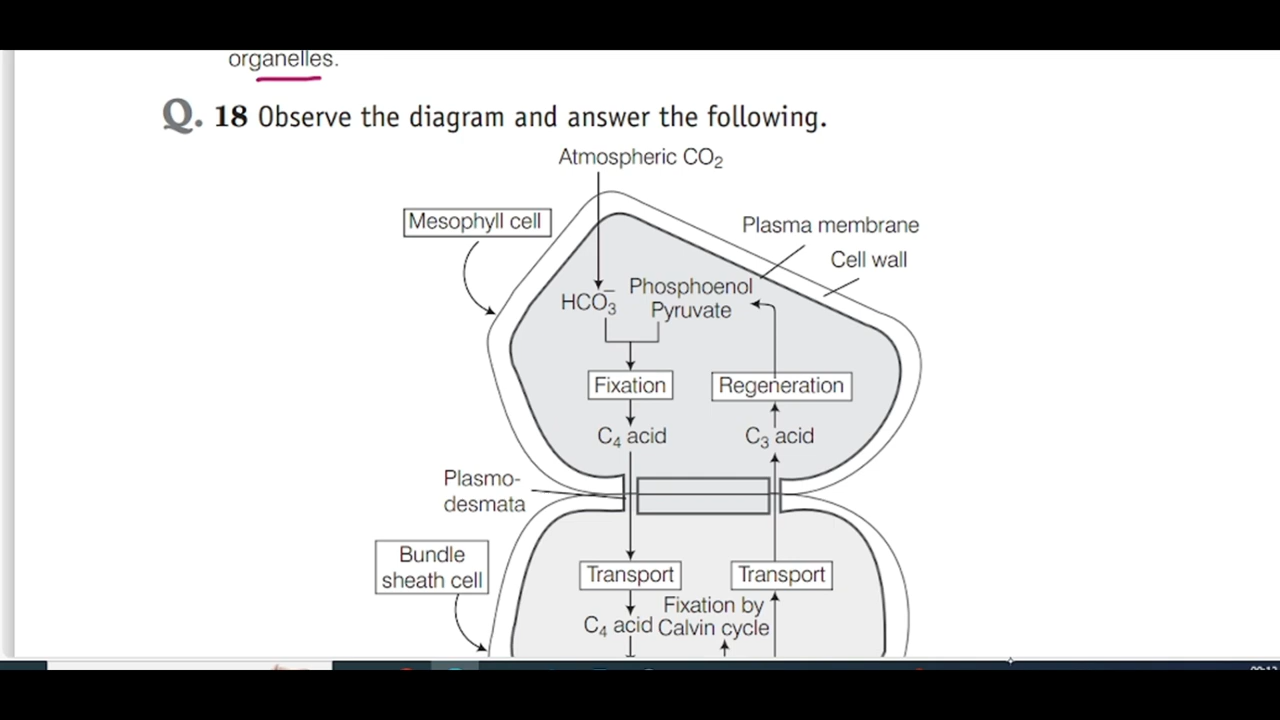 organelles.
Q. 18 Observe the diagram and answer the following.
Atmospheric CO₂
Mesophyll cell
Plasma membrane
Cell wall
HCO₃⁻
Phosphoenol
Pyruvate
Fixation
Regeneration
C₄ acid
C₃ acid
Plasmo-
desmata
Bundle
sheath cell
Transport
Transport
Fixation by
C₄ acid
Calvin cycle